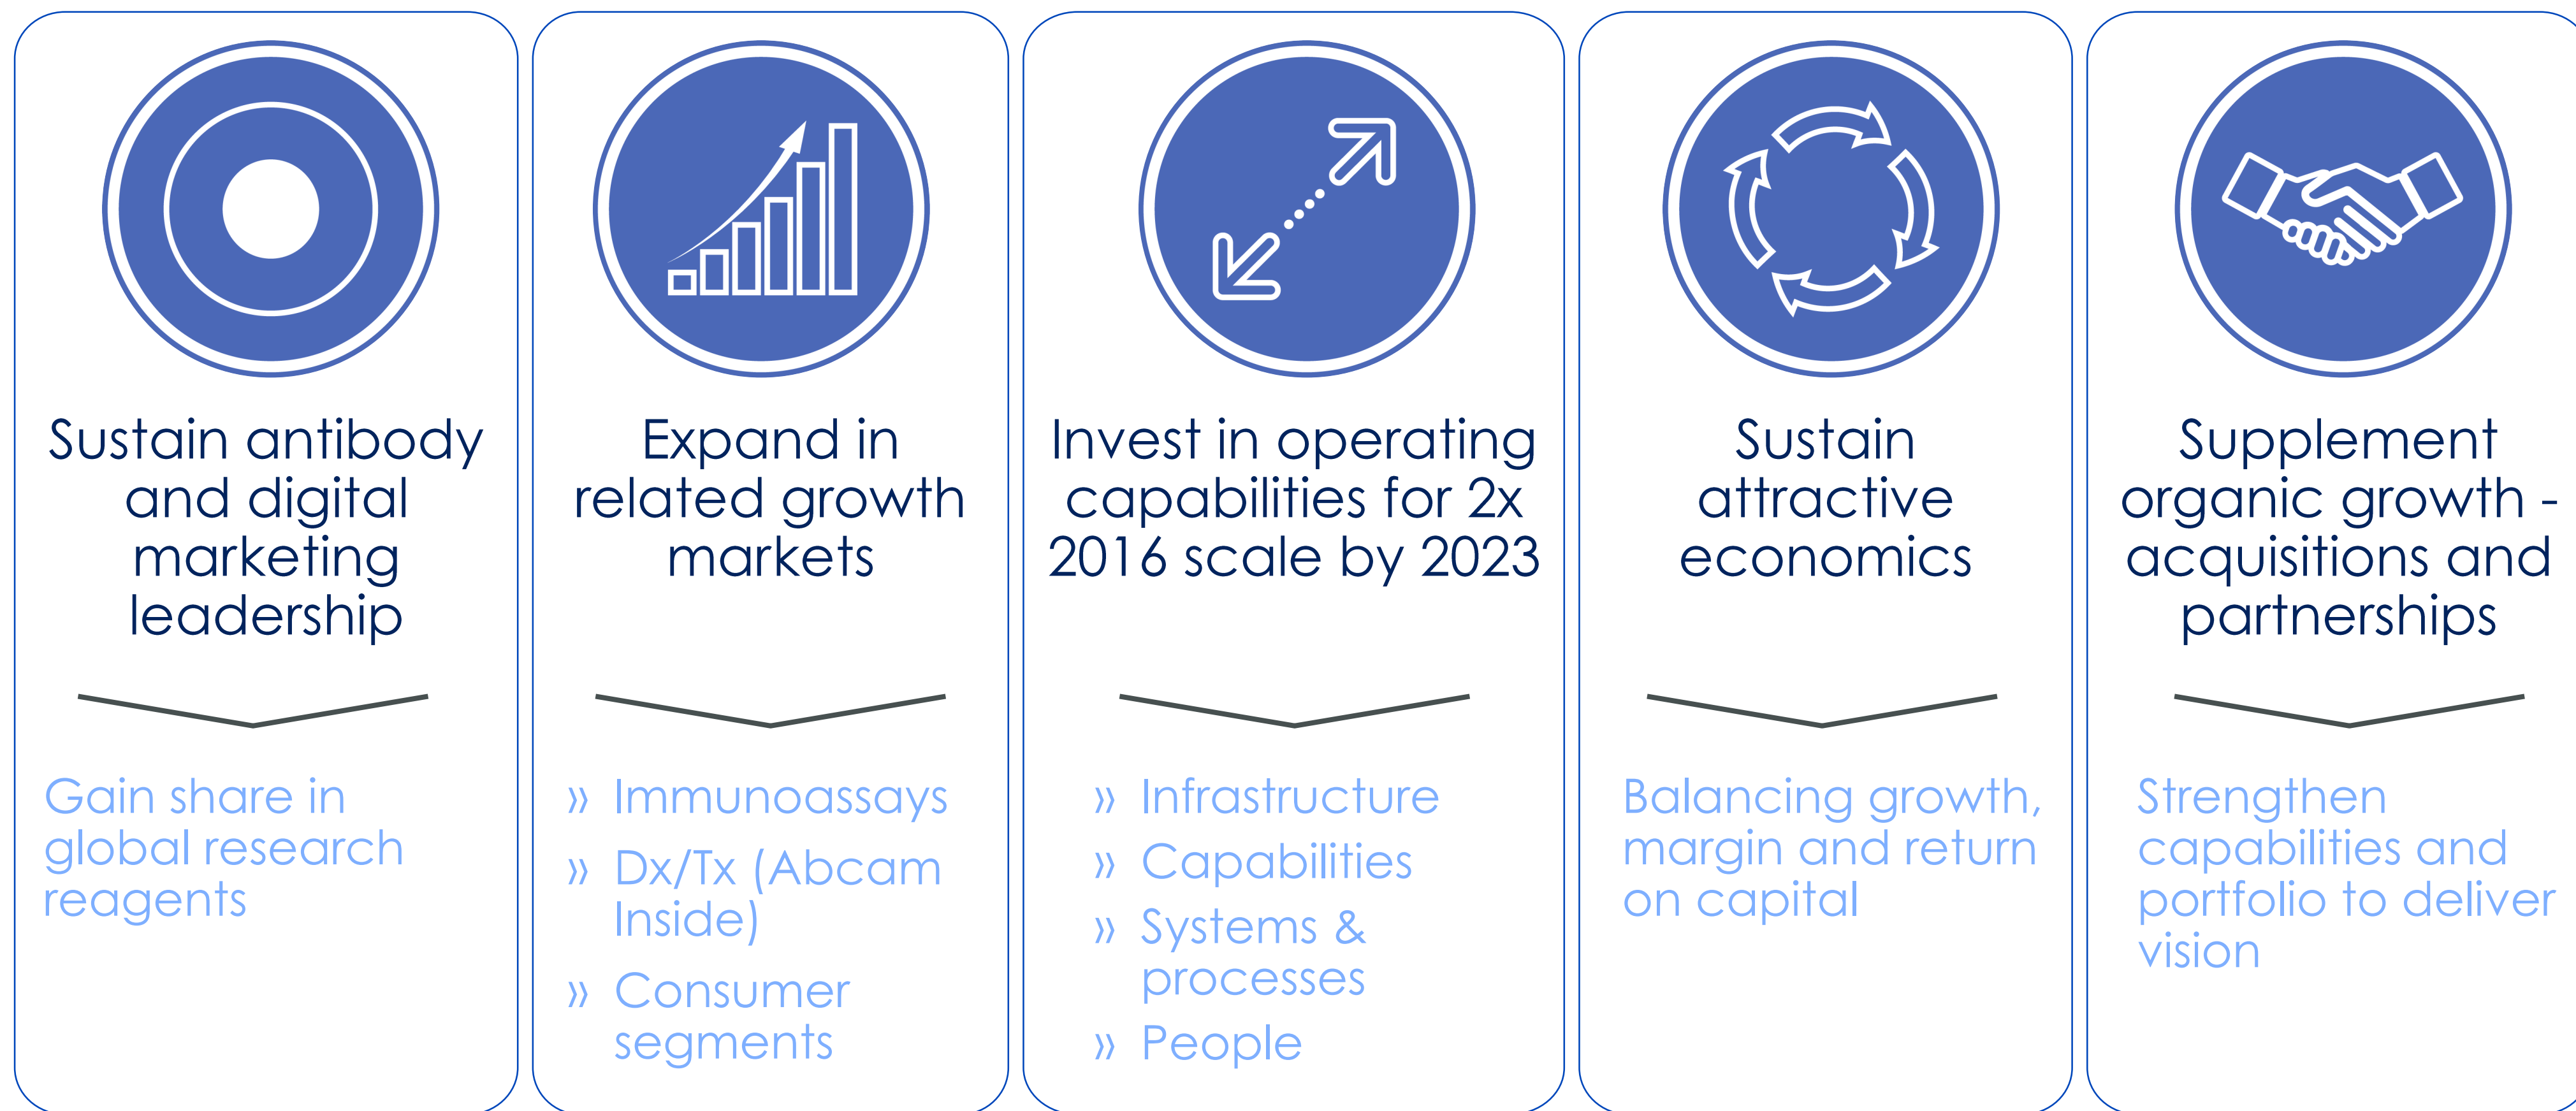 Sustain antibody
and digital
marketing
leadership
Gain share in
global research
reagents
Expand in
related growth
markets
» Immunoassays
» Dx/Tx (Abcam
Inside)
» Consumer
segments
Invest in operating
capabilities for 2x
2016 scale by 2023
» Infrastructure
» Capabilities
» Systems &
processes
» People
Sustain
attractive
economics
Balancing growth,
margin and return
on capital
Supplement
organic growth -
acquisitions and
partnerships
Strengthen
capabilities and
portfolio to deliver
vision